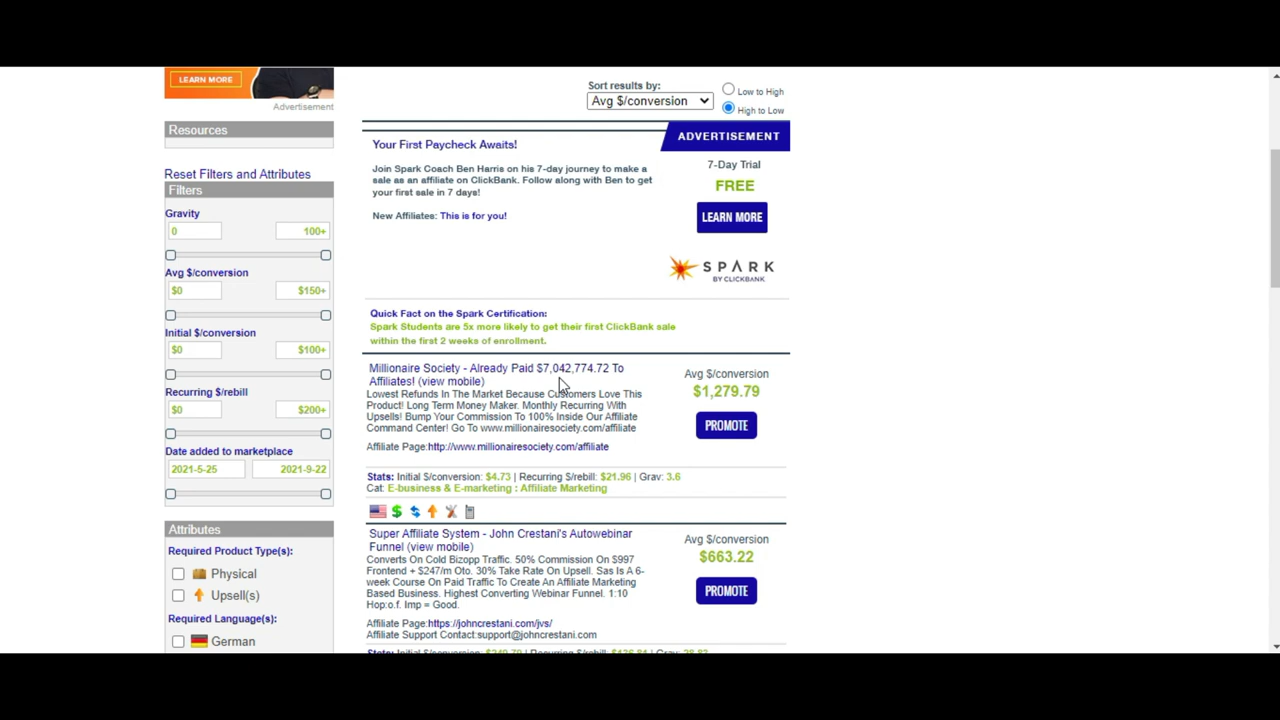 LEARN MORE
Advertisement
Resources
Reset Filters and Attributes
Filters
Gravity
0 100+
Avg $/conversion
$0 $150+
Initial $/conversion
$0 $100+
Recurring $/rebill
$0 $200+
Date added to marketplace
2021-5-25 2021-9-22
Attributes
Required Product Type(s):
Physical
Upsell(s)
Required Language(s):
German
Sort results by:
Avg $/conversion
Low to High
High to Low
ADVERTISEMENT
Your First Paycheck Awaits!
Join Spark Coach Ben Harris on his 7-day journey to make a
sale as an affiliate on ClickBank. Follow along with Ben to get
your first sale in 7 days!
New Affiliates: This is for you!
7-Day Trial
FREE
LEARN MORE
SPARK
BY CLICKBANK
Quick Fact on the Spark Certification:
Spark Students are 5x more likely to get their first ClickBank sale
within the first 2 weeks of enrollment.
Millionaire Society - Already Paid $7,042,774.72 To
Affiliates! (view mobile)
Lowest Refunds In The Market Because Customers Love This
Product! Long Term Money Maker. Monthly Recurring With
Upsells! Bump Your Commission To 100% Inside Our Affiliate
Command Center! Go To www.millionairesociety.com/affiliate
Affiliate Page:http://www.millionairesociety.com/affiliate
Avg $/conversion
$1,279.79
PROMOTE
Stats: Initial $/conversion: $4.73 | Recurring $/rebill: $21.96 | Grav: 3.6
Cat: E-business & E-marketing : Affiliate Marketing
Super Affiliate System - John Crestani's Autowebinar
Funnel (view mobile)
Converts On Cold Bizopp Traffic. 50% Commission On $997
Frontend + $247/m Oto. 30% Take Rate On Upsell. Sas Is A 6-
week Course On Paid Traffic To Create An Affiliate Marketing
Based Business. Highest Converting Webinar Funnel. 1:10
Hop:o.f. Imp = Good.
Affiliate Page:https://johncrestani.com/jvs/
Affiliate Support Contact:support@johncrestani.com
Avg $/conversion
$663.22
PROMOTE
Stats: Initial $/conversion: | Recurring $/rebill: | Grav: